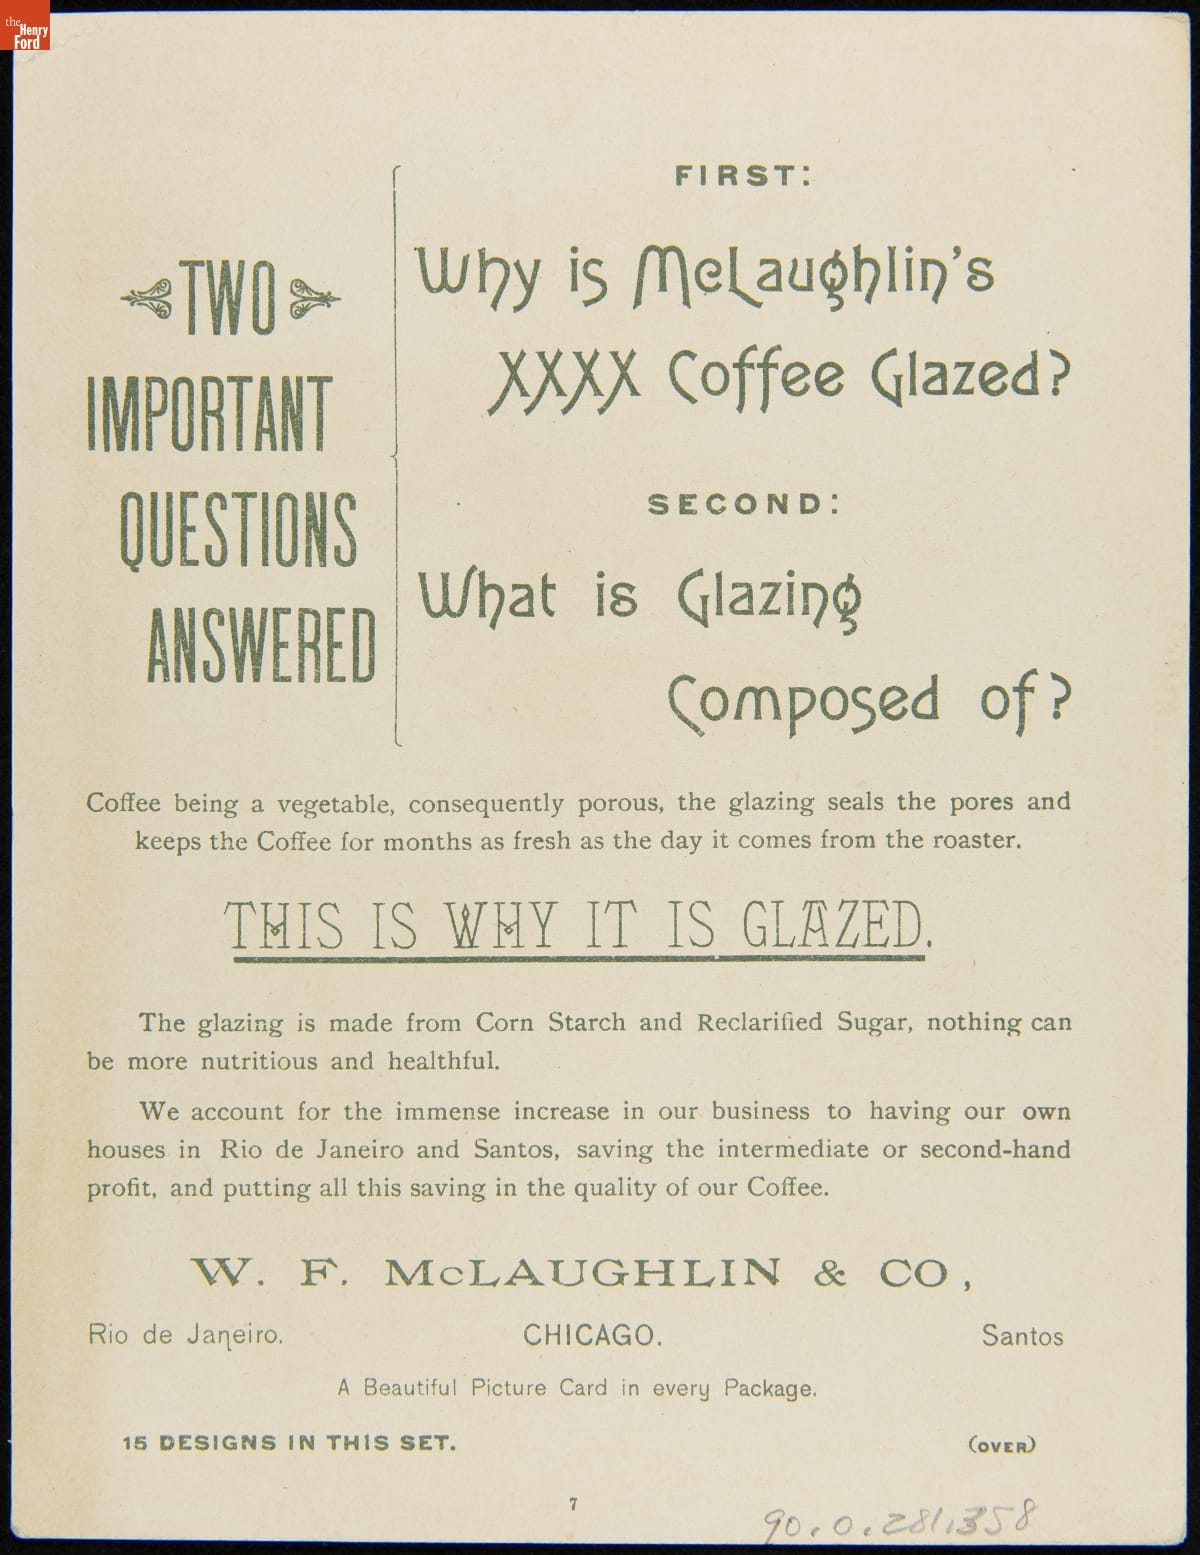 the
Henry
Ford
TWO
IMPORTANT
QUESTIONS
ANSWERED
FIRST:
Why is McLaughlin's
XXXX Coffee Glazed?
SECOND:
What is Glazing
Composed of?
Coffee being a vegetable, consequently porous, the glazing seals the pores and
keeps the Coffee for months as fresh as the day it comes from the roaster.
THIS IS WHY IT IS GLAZED.
The glazing is made from Corn Starch and Reclarified Sugar, nothing can
be more nutritious and healthful.
We account for the immense increase in our business to having our own
houses in Rio de Janeiro and Santos, saving the intermediate or second-hand
profit, and putting all this saving in the quality of our Coffee.
W. F. McLAUGHLIN & CO,
Rio de Janeiro. CHICAGO. Santos
A Beautiful Picture Card in every Package.
15 DESIGNS IN THIS SET. (OVER)
7
90.0.281.358